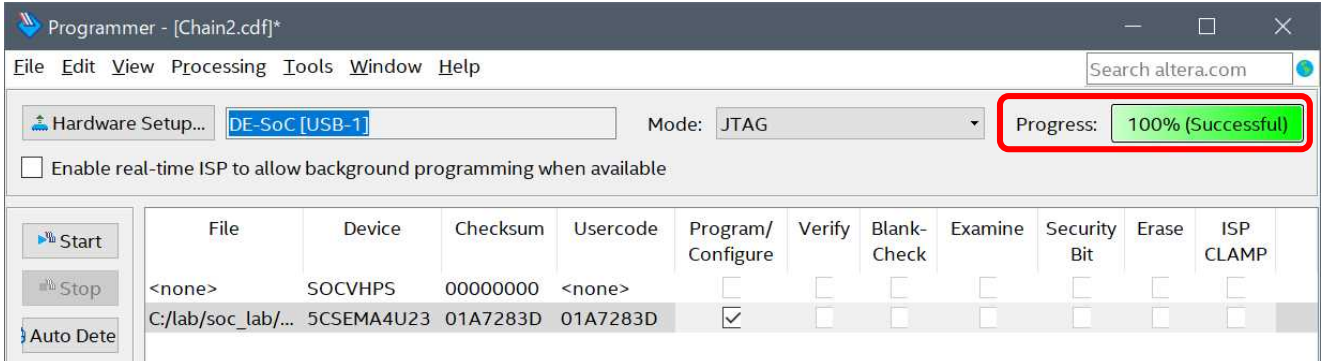 Programmer - [Chain2.cdf]*
File Edit View Processing Tools Window Help
Search altera.com
Hardware Setup... DE-SoC [USB-1] Mode: JTAG Progress: 100% (Successful)
Enable real-time ISP to allow background programming when available
Start
Stop
Auto Dete
File Device Checksum Usercode Program/ Configure Verify Blank- Check Examine Security Bit Erase ISP CLAMP
<none> SOCVHPS 00000000 <none>
C:/lab/soc_lab/... 5CSEMA4U23 01A7283D 01A7283D